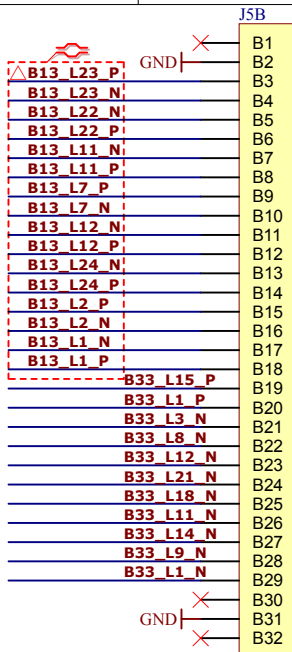 J5B
B1
GND B2
B13_L23_P B3
B13_L23_N B4
B13_L22_N B5
B13_L22_P B6
B13_L11_N B7
B13_L11_P B8
B13_L7_P B9
B13_L7_N B10
B13_L12_N B11
B13_L12_P B12
B13_L24_N B13
B13_L24_P B14
B13_L2_P B15
B13_L2_N B16
B13_L1_N B17
B13_L1_P B18
B33_L15_P B19
B33_L1_P B20
B33_L3_N B21
B33_L8_N B22
B33_L12_N B23
B33_L21_N B24
B33_L18_N B25
B33_L11_N B26
B33_L14_N B27
B33_L9_N B28
B33_L1_N B29
B30
GND B31
B32